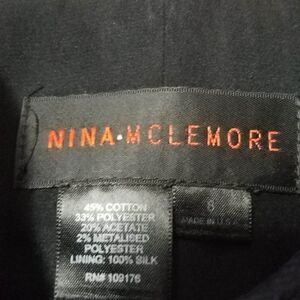 NINA·MCLEMORE
45% COTTON
33% POLYESTER
20% ACETATE
2% METALISED
POLYESTER
LINING: 100% SILK
RN# 109176
8
MADE IN U.S.A.